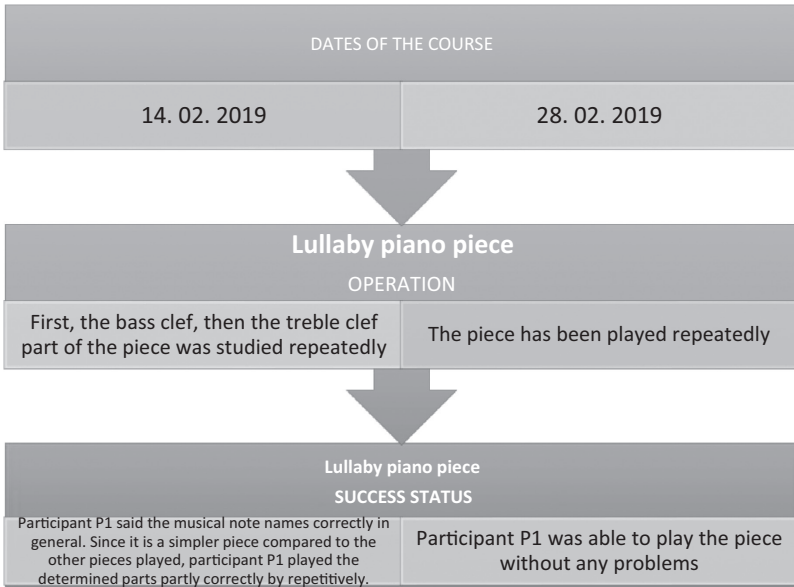 DATES OF THE COURSE
14. 02. 2019
28. 02. 2019
Lullaby piano piece
OPERATION
First, the bass clef, then the treble clef
part of the piece was studied repeatedly
The piece has been played repeatedly
Lullaby piano piece
SUCCESS STATUS
Participant P1 said the musical note names correctly in
general. Since it is a simpler piece compared to the
other pieces played, participant P1 played the
determined parts partly correctly by repetitively.
Participant P1 was able to play the piece
without any problems